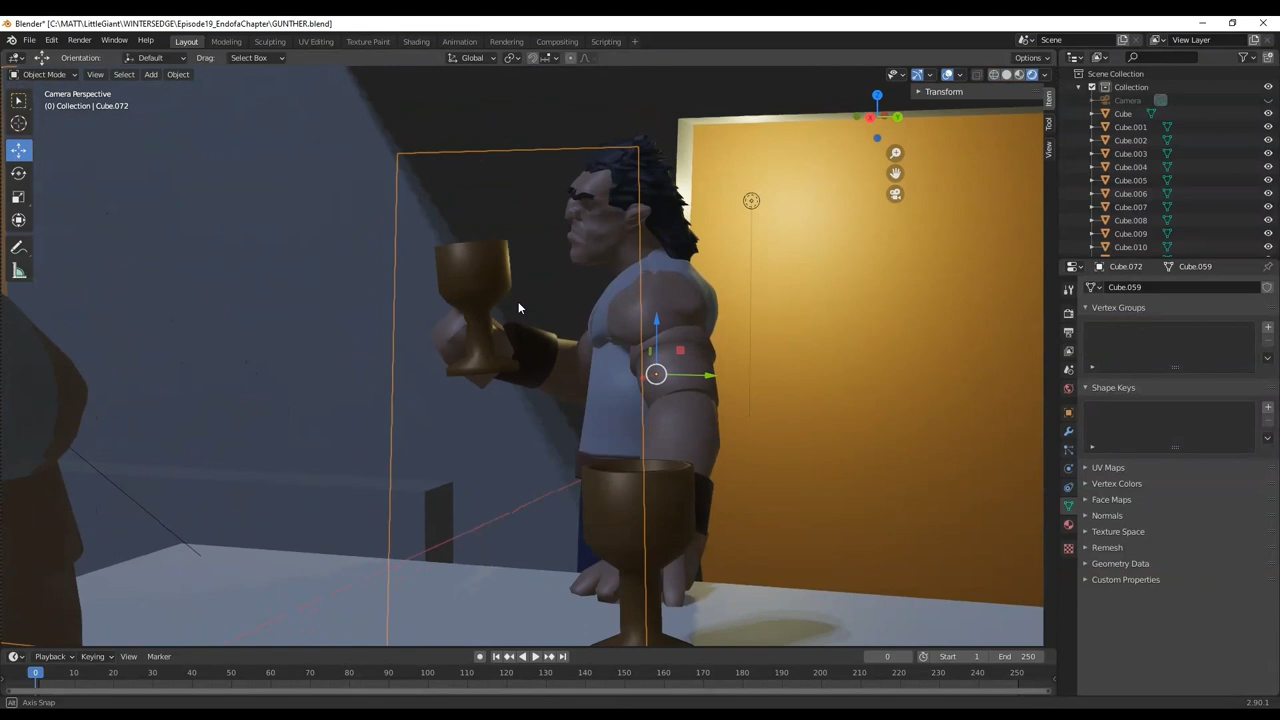 Blender* [C:\MATT\LittleGiant\WINTERSEDGE\Episode19_EndofaChapter\GUNTHER.blend]
File Edit Render Window Help Layout Modeling Sculpting UV Editing Texture Paint Shading Animation Rendering Compositing Scripting + Scene View Layer
Orientation: Default Drag: Select Box Global Options
Object Mode View Select Add Object
Camera Perspective
(0) Collection | Cube.072
Transform
Z
X
Y
Item
Tool
View
Scene Collection
Collection
Camera
Cube
Cube.001
Cube.002
Cube.003
Cube.004
Cube.005
Cube.006
Cube.007
Cube.008
Cube.009
Cube.010
Cube.072 Cube.059
Cube.059
Vertex Groups
Shape Keys
UV Maps
Vertex Colors
Face Maps
Normals
Texture Space
Remesh
Geometry Data
Custom Properties
Playback Keying View Marker 0 Start 1 End 250
0 10 20 30 40 50 60 70 80 90 100 110 120 130 140 150 160 170 180 190 200 210 220 230 240 250
Alt Axis Snap 2.90.1